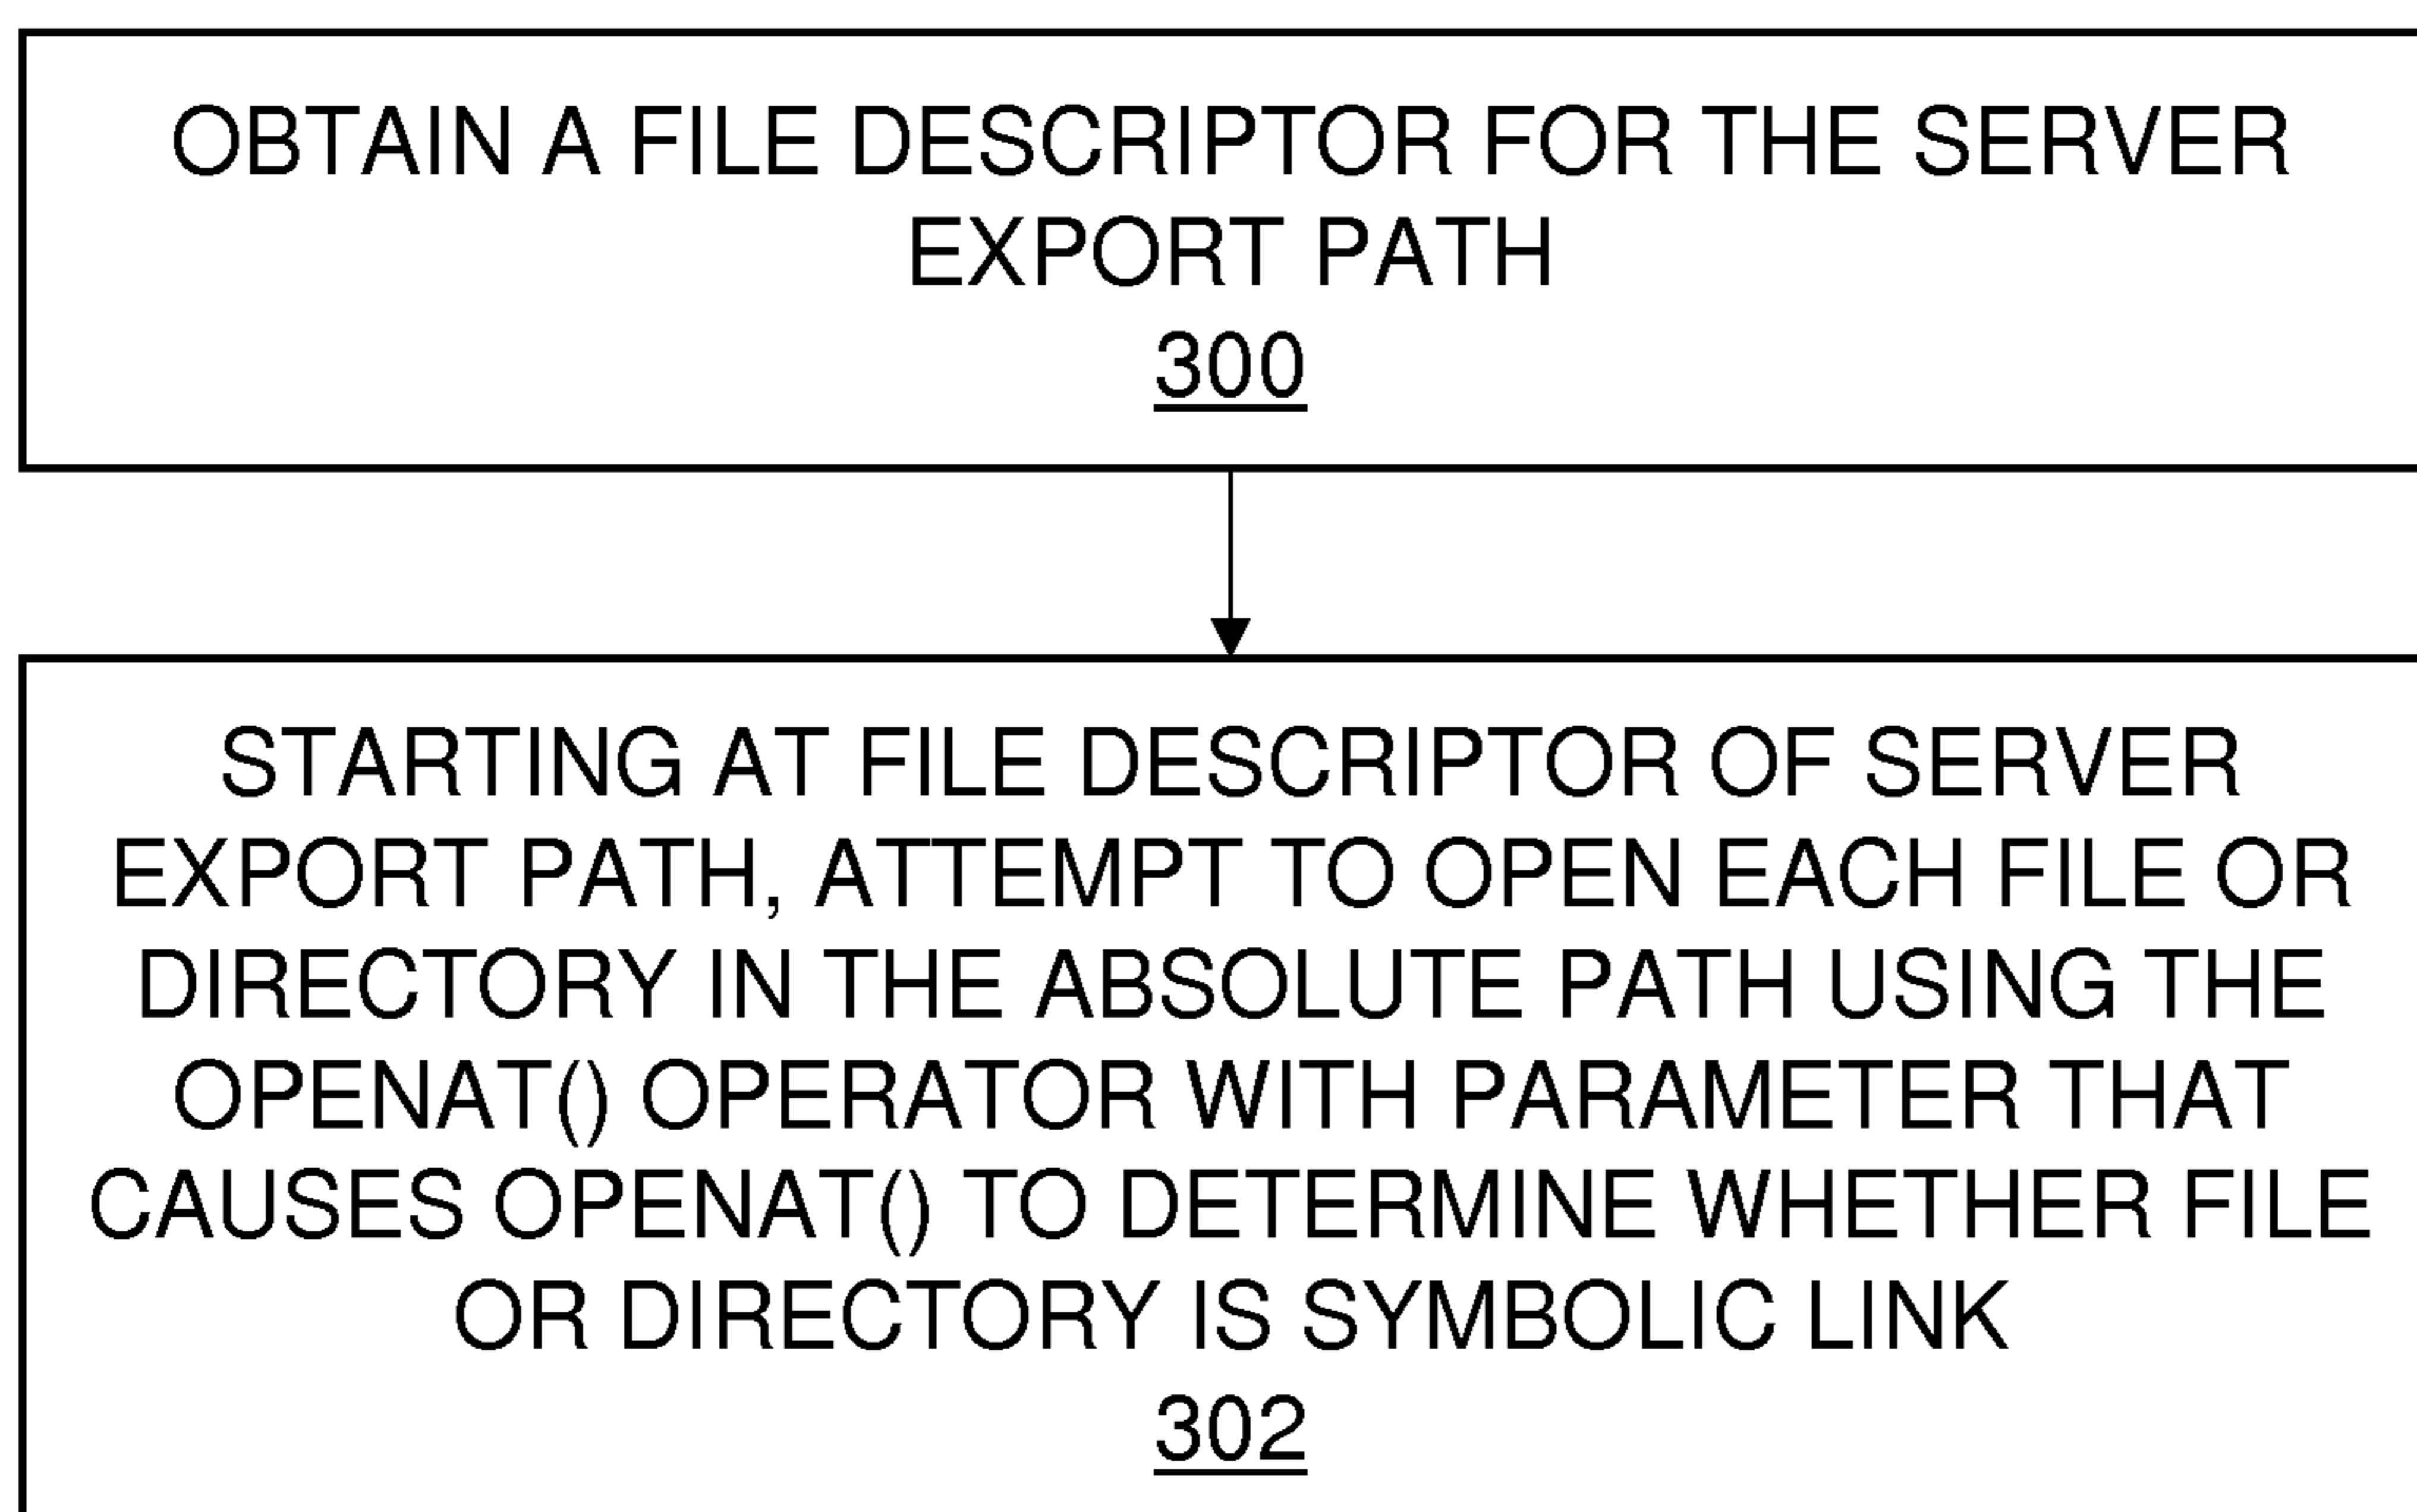 OBTAIN A FILE DESCRIPTOR FOR THE SERVER
EXPORT PATH
300
STARTING AT FILE DESCRIPTOR OF SERVER
EXPORT PATH, ATTEMPT TO OPEN EACH FILE OR
DIRECTORY IN THE ABSOLUTE PATH USING THE
OPENAT() OPERATOR WITH PARAMETER THAT
CAUSES OPENAT() TO DETERMINE WHETHER FILE
OR DIRECTORY IS SYMBOLIC LINK
302